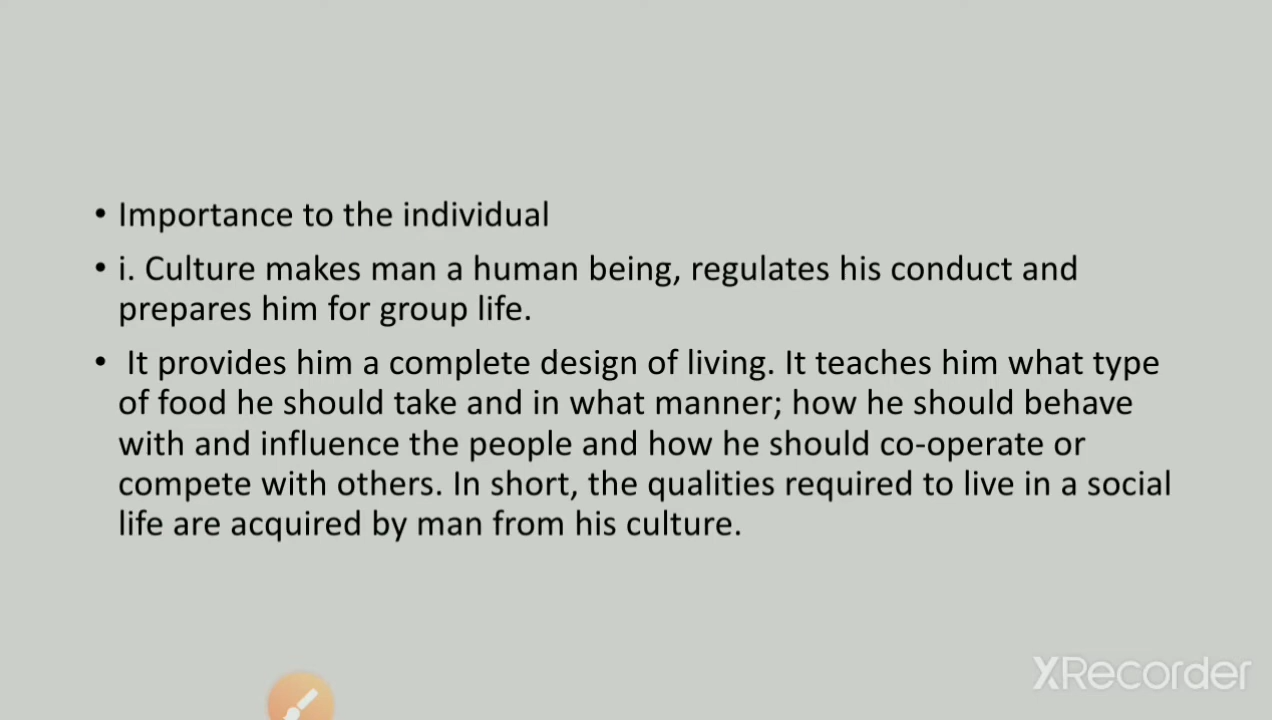 • Importance to the individual
• i. Culture makes man a human being, regulates his conduct and
prepares him for group life.
• It provides him a complete design of living. It teaches him what type
of food he should take and in what manner; how he should behave
with and influence the people and how he should co-operate or
compete with others. In short, the qualities required to live in a social
life are acquired by man from his culture.
XRecorder